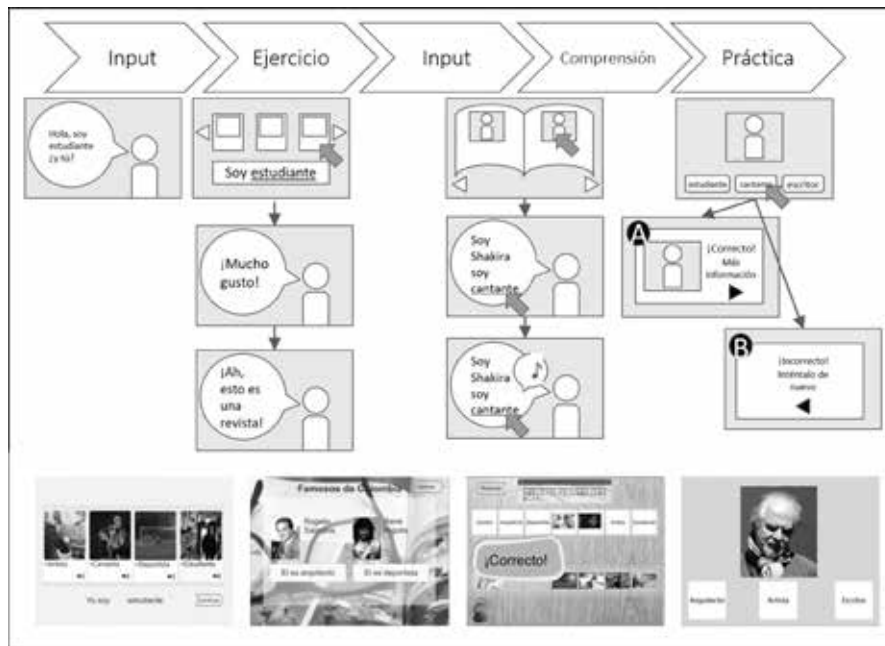 Input
Ejercicio
Input
Comprensión
Práctica
Hola, soy
estudiante
¿y tú?
Soy estudiante
¡Mucho
gusto!
¡Ah,
esto es
una
revista!
Soy
Shakira
soy
cantante
Soy
Shakira
soy
cantante
estudiante
cantante
escritor
A
¡Correcto!
Más
información
B
¡Incorrecto!
Inténtalo de
nuevo
Yo soy estudiante
Famosos de Colombia
El es arquitecto
El es deportista
¡Correcto!
Arquitecto
Artista
Escritor